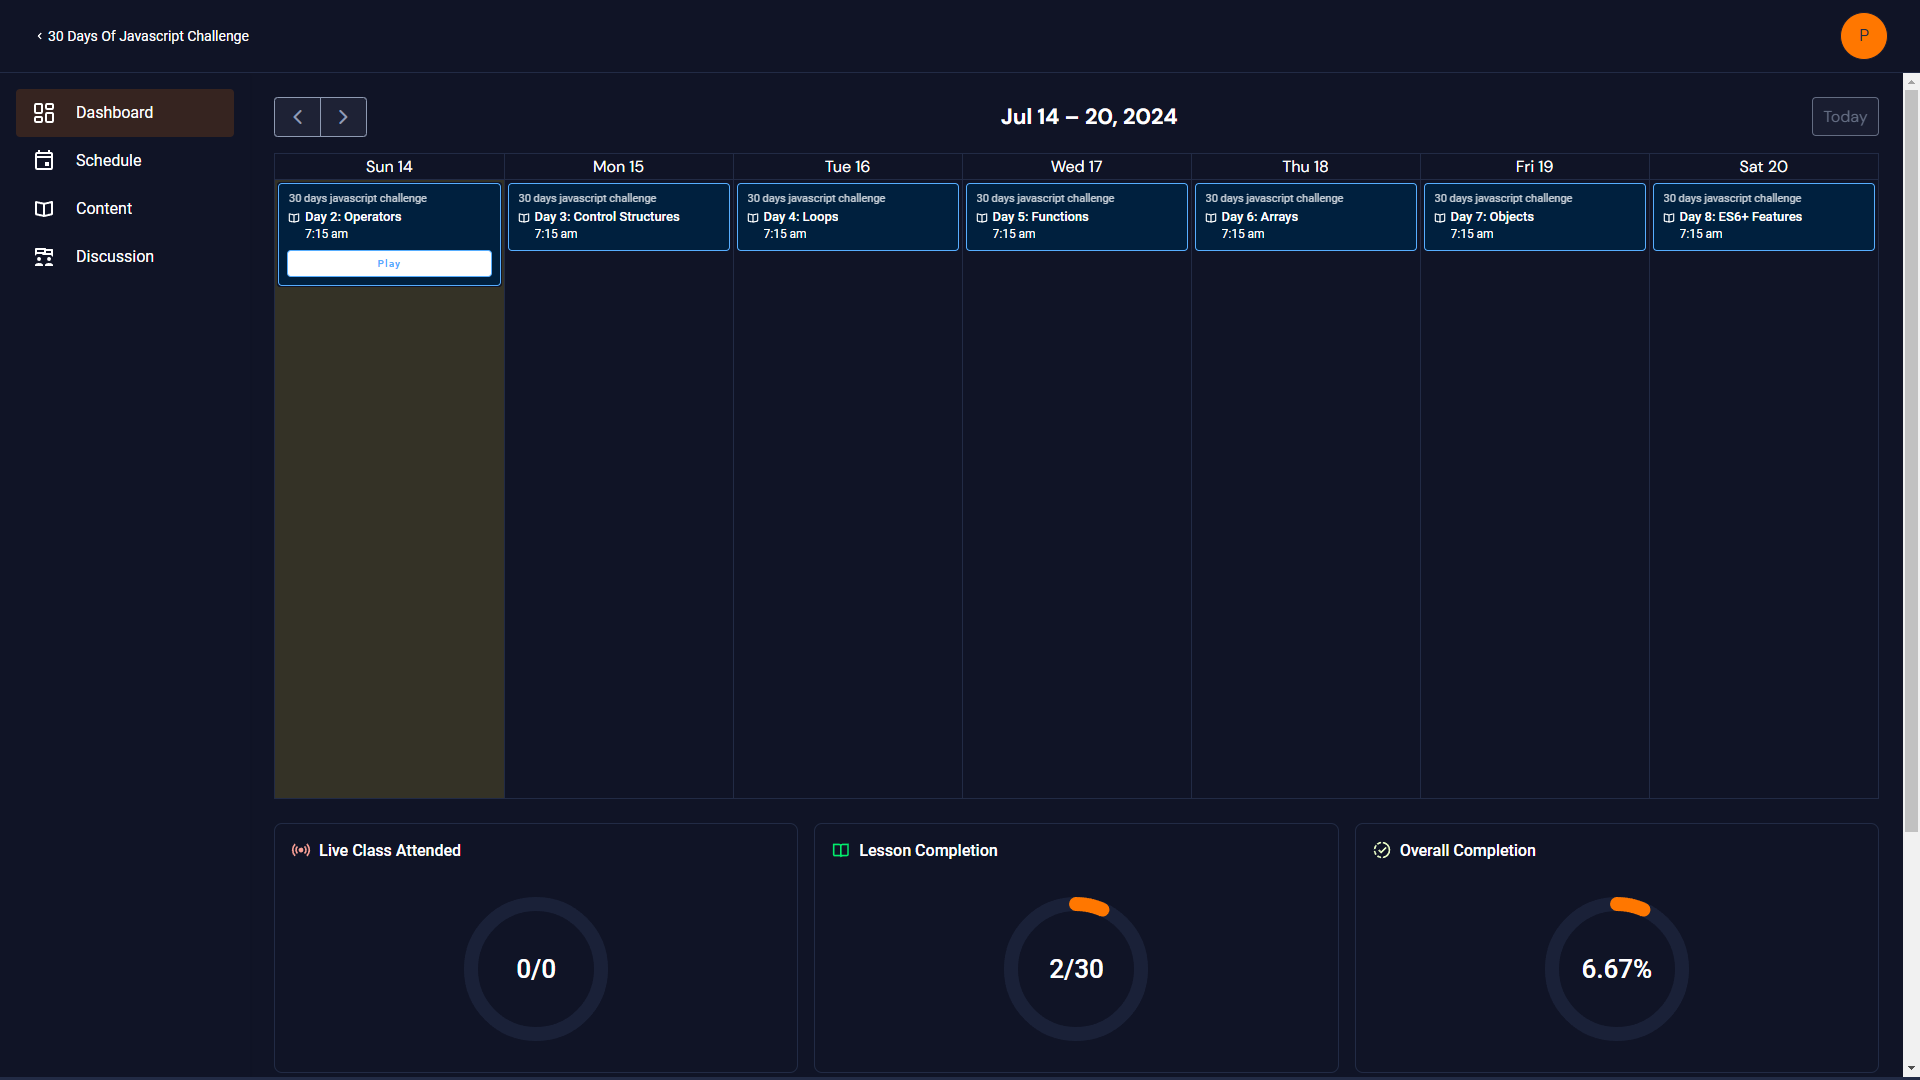 ‹ 30 Days Of Javascript Challenge
P
Dashboard
Schedule
Content
Discussion
Jul 14 – 20, 2024
Today
Sun 14
Mon 15
Tue 16
Wed 17
Thu 18
Fri 19
Sat 20
30 days javascript challenge
Day 2: Operators
7:15 am
Play
30 days javascript challenge
Day 3: Control Structures
7:15 am
30 days javascript challenge
Day 4: Loops
7:15 am
30 days javascript challenge
Day 5: Functions
7:15 am
30 days javascript challenge
Day 6: Arrays
7:15 am
30 days javascript challenge
Day 7: Objects
7:15 am
30 days javascript challenge
Day 8: ES6+ Features
7:15 am
Live Class Attended
0/0
Lesson Completion
2/30
Overall Completion
6.67%